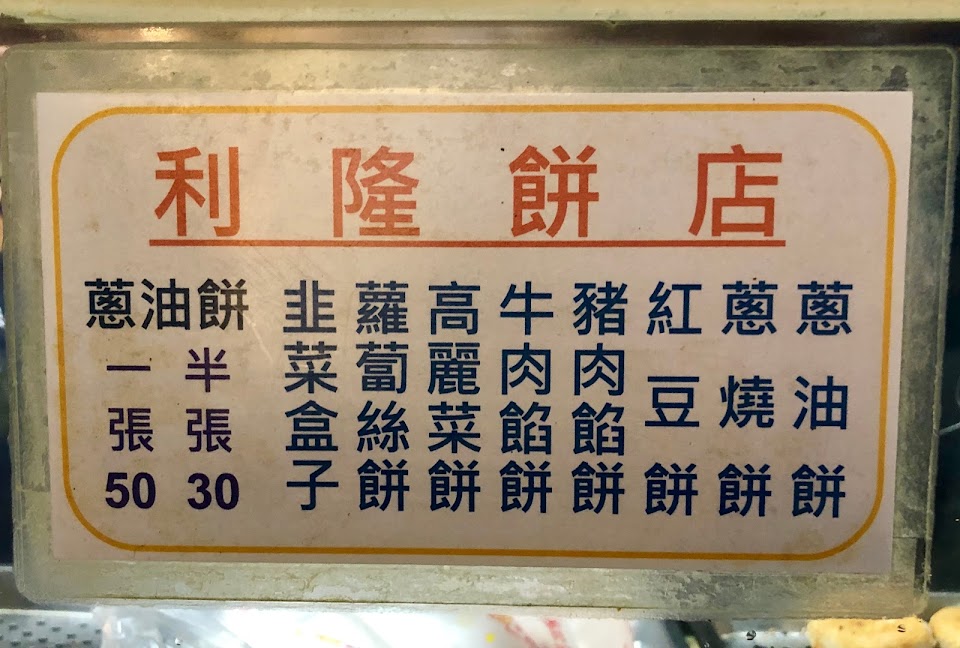 利隆餅店
蔥油餅
蔥燒餅
紅豆餅
豬肉餡餅
牛肉餡餅
高麗菜餅
蘿蔔絲餅
韭菜盒子
蔥油餅
半張30
一張50